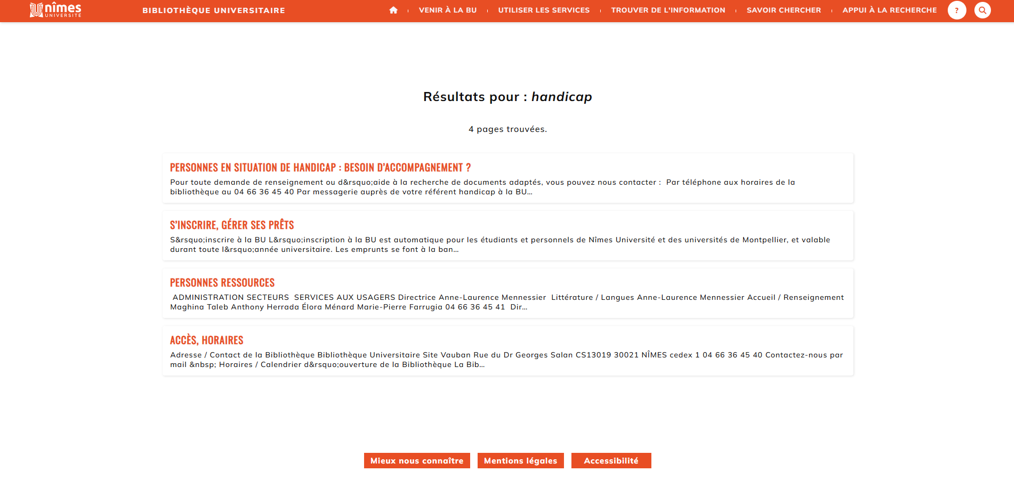 nîmes
UNIVERSITÉ
BIBLIOTHÈQUE UNIVERSITAIRE
VENIR À LA BU
UTILISER LES SERVICES
TROUVER DE L'INFORMATION
SAVOIR CHERCHER
APPUI À LA RECHERCHE
?
Résultats pour : handicap
4 pages trouvées.
PERSONNES EN SITUATION DE HANDICAP : BESOIN D'ACCOMPAGNEMENT ?
Pour toute demande de renseignement ou d&rsquo;aide à la recherche de documents adaptés, vous pouvez nous contacter : Par téléphone aux horaires de la
bibliothèque au 04 66 36 45 40 Par messagerie auprès de votre référent handicap à la BU...
S'INSCRIRE, GÉRER SES PRÊTS
S&rsquo;inscrire à la BU L&rsquo;inscription à la BU est automatique pour les étudiants et personnels de Nîmes Université et des universités de Montpellier, et valable
durant toute l&rsquo;année universitaire. Les emprunts se font à la ban...
PERSONNES RESSOURCES
ADMINISTRATION SECTEURS SERVICES AUX USAGERS Directrice Anne-Laurence Mennessier Littérature / Langues Anne-Laurence Mennessier Accueil / Renseignement
Maghina Taleb Anthony Herrada Élora Ménard Marie-Pierre Farrugia 04 66 36 45 41 Dir...
ACCÈS, HORAIRES
Adresse / Contact de la Bibliothèque Bibliothèque Universitaire Site Vauban Rue du Dr Georges Salan CS13019 30021 NÎMES cedex 1 04 66 36 45 40 Contactez-nous par
mail &nbsp; Horaires / Calendrier d&rsquo;ouverture de la Bibliothèque La Bib...
Mieux nous connaître
Mentions légales
Accessibilité